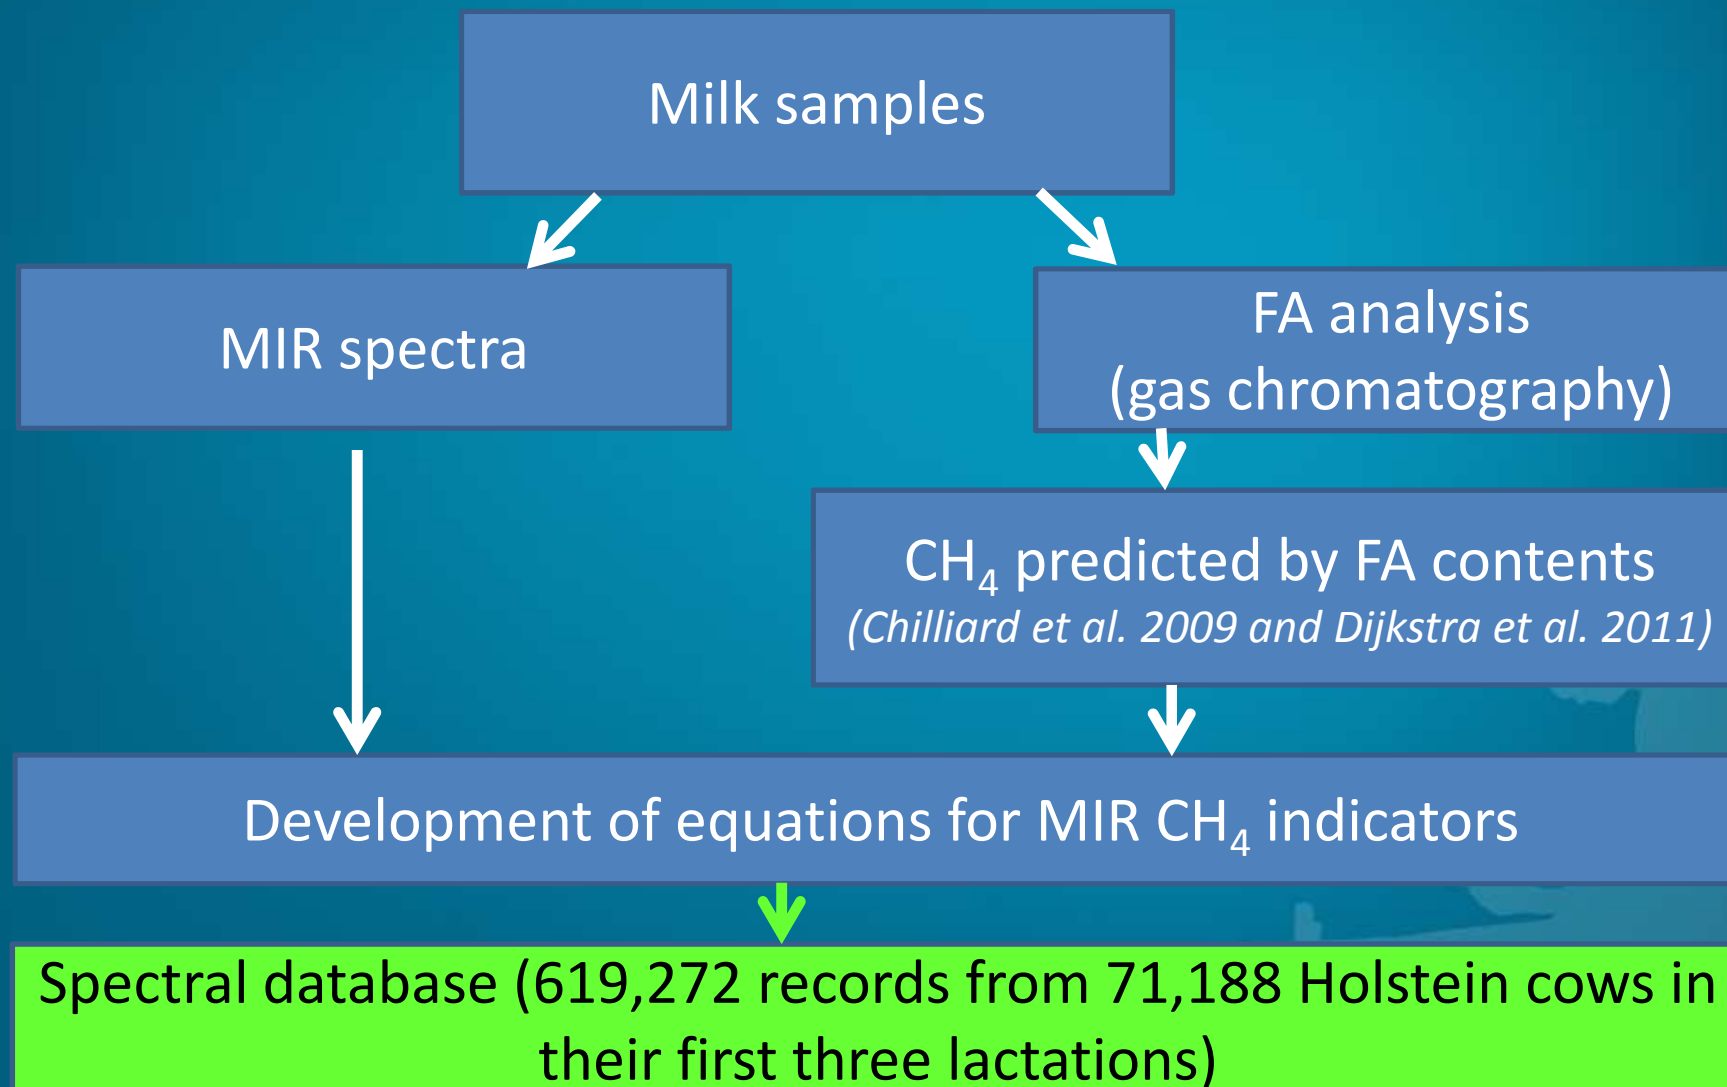 Milk samples
MIR spectra
FA analysis
(gas chromatography)
CH₄ predicted by FA contents
(Chilliard et al. 2009 and Dijkstra et al. 2011)
Development of equations for MIR CH₄ indicators
Spectral database (619,272 records from 71,188 Holstein cows in
their first three lactations)